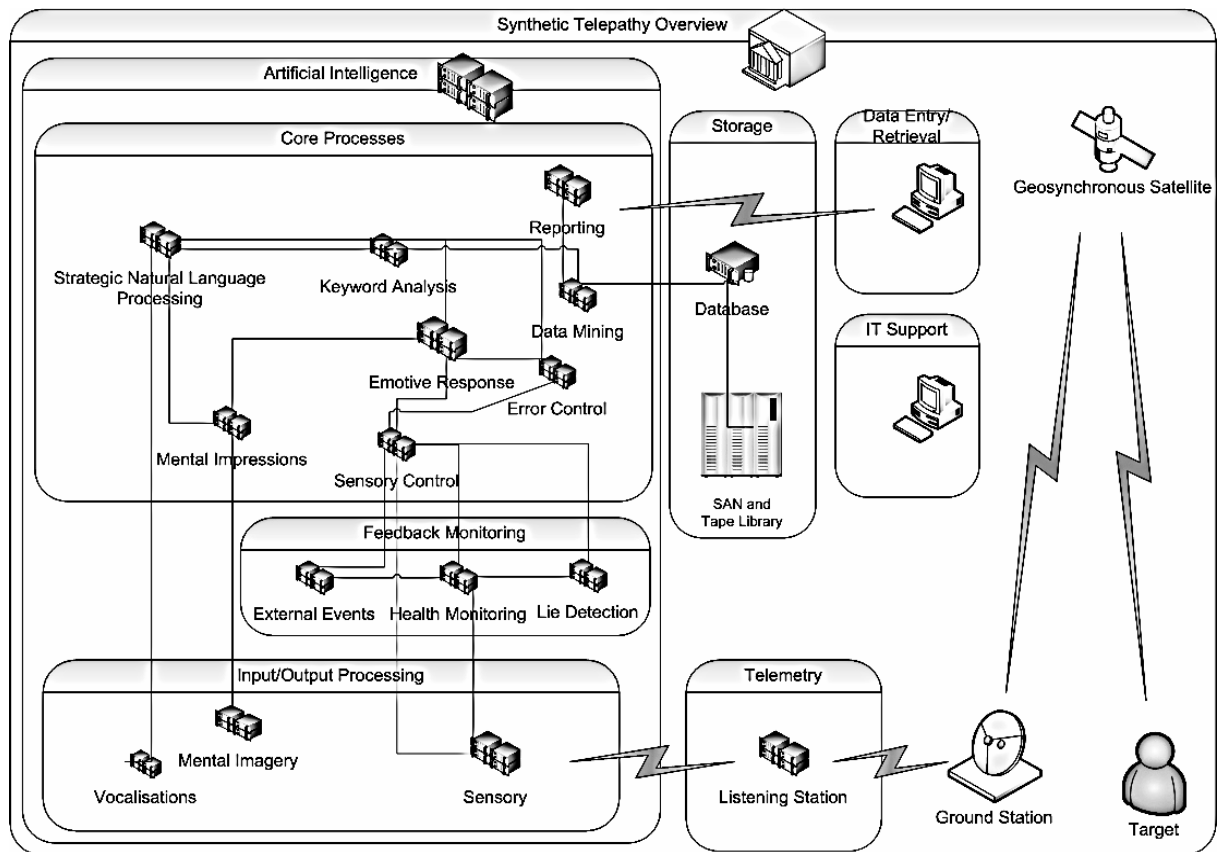 Synthetic Telepathy Overview
Artificial Intelligence
Core Processes
Reporting
Strategic Natural Language
Processing
Keyword Analysis
Data Mining
Emotive Response
Error Control
Mental Impressions
Sensory Control
Feedback Monitoring
External Events
Health Monitoring
Lie Detection
Input/Output Processing
Mental Imagery
Vocalisations
Sensory
Storage
Database
SAN and
Tape Library
Data Entry/
Retrieval
IT Support
Geosynchronous Satellite
Telemetry
Listening Station
Ground Station
Target